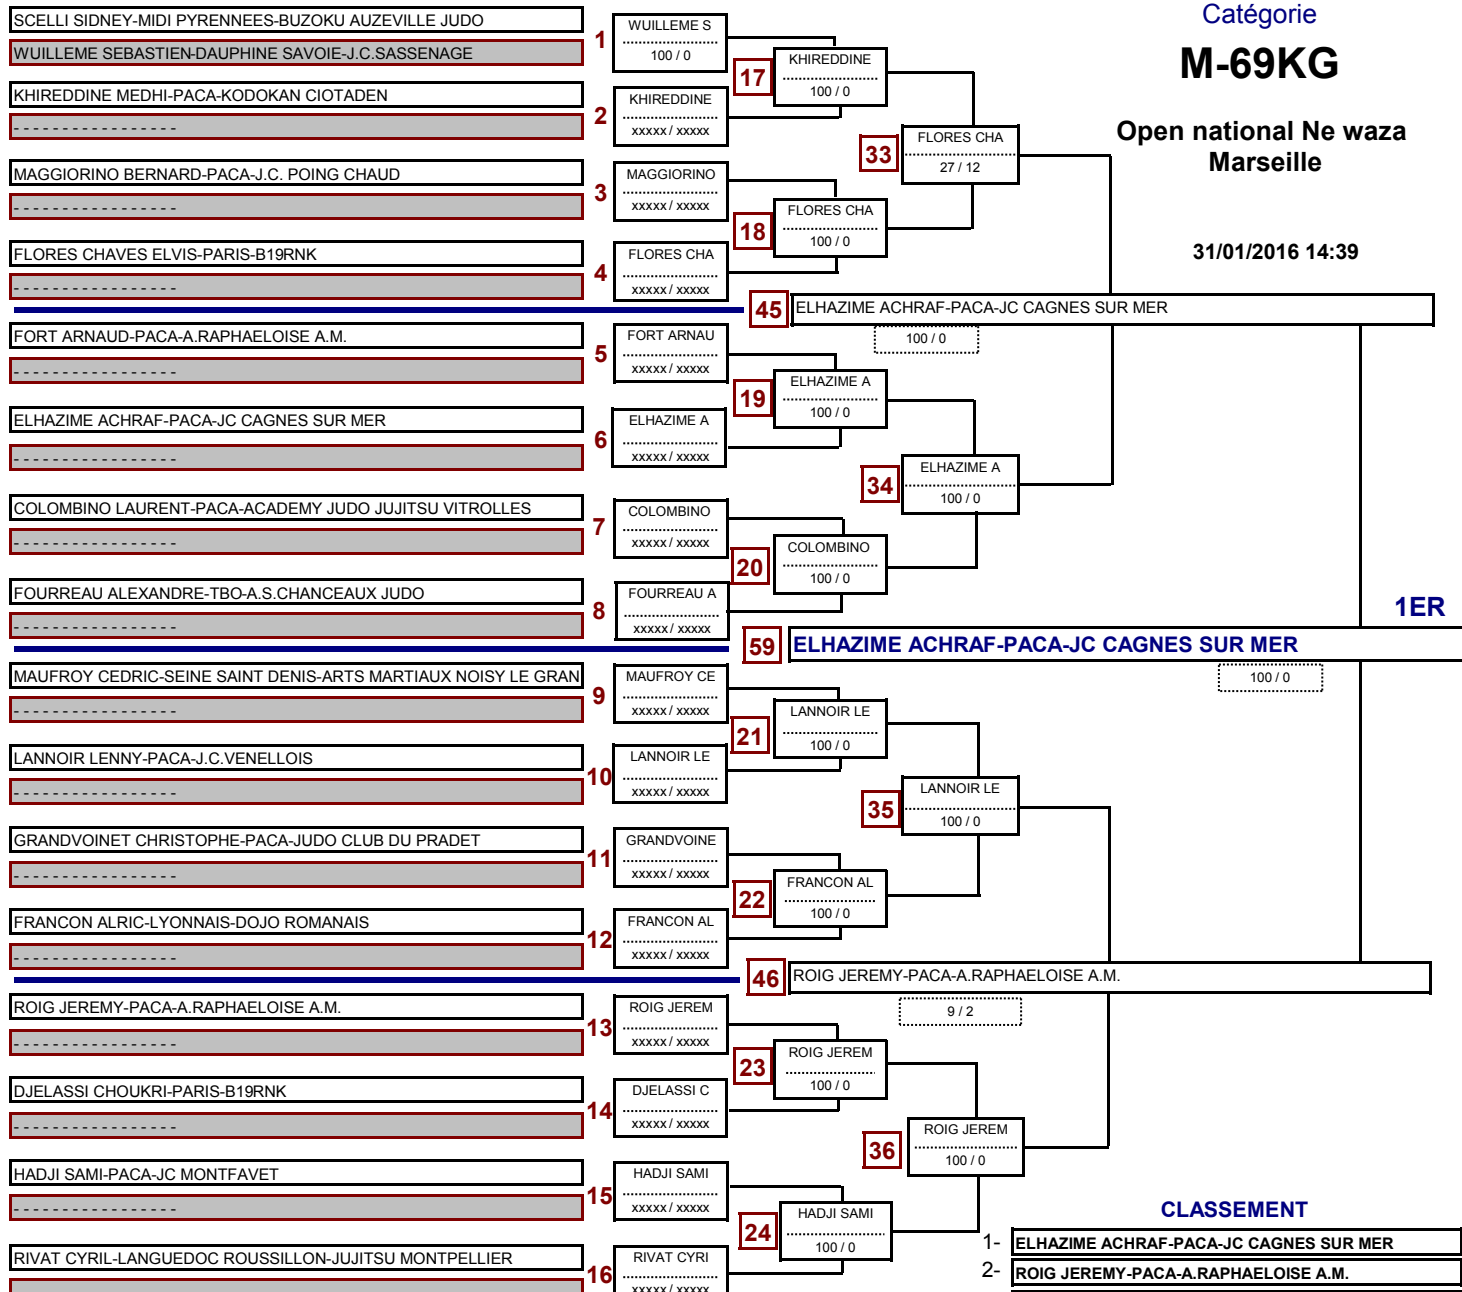 Catégorie
M-69KG
Open national Ne waza
Marseille
31/01/2016 14:39
SCELLI SIDNEY-MIDI PYRENNEES-BUZOKU AUZEVILLE JUDO
WUILLEME SEBASTIEN-DAUPHINE SAVOIE-J.C.SASSENAGE
1
WUILLEME S
100 / 0
KHIREDDINE MEDHI-PACA-KODOKAN CIOTADEN
- - - - - - - - - - - - - - - - -
2
KHIREDDINE
xxxxx / xxxxx
17
KHIREDDINE
100 / 0
MAGGIORINO BERNARD-PACA-J.C. POING CHAUD
- - - - - - - - - - - - - - - - -
3
MAGGIORINO
xxxxx / xxxxx
FLORES CHAVES ELVIS-PARIS-B19RNK
- - - - - - - - - - - - - - - - -
4
FLORES CHA
xxxxx / xxxxx
18
FLORES CHA
100 / 0
33
FLORES CHA
27 / 12
45
ELHAZIME ACHRAF-PACA-JC CAGNES SUR MER
100 / 0
FORT ARNAUD-PACA-A.RAPHAELOISE A.M.
- - - - - - - - - - - - - - - - -
5
FORT ARNAU
xxxxx / xxxxx
ELHAZIME ACHRAF-PACA-JC CAGNES SUR MER
- - - - - - - - - - - - - - - - -
6
ELHAZIME A
xxxxx / xxxxx
19
ELHAZIME A
100 / 0
34
ELHAZIME A
100 / 0
COLOMBINO LAURENT-PACA-ACADEMY JUDO JUJITSU VITROLLES
- - - - - - - - - - - - - - - - -
7
COLOMBINO
xxxxx / xxxxx
FOURREAU ALEXANDRE-TBO-A.S.CHANCEAUX JUDO
- - - - - - - - - - - - - - - - -
8
FOURREAU A
xxxxx / xxxxx
20
COLOMBINO
100 / 0
1ER
59
ELHAZIME ACHRAF-PACA-JC CAGNES SUR MER
100 / 0
MAUFROY CEDRIC-SEINE SAINT DENIS-ARTS MARTIAUX NOISY LE GRAN
- - - - - - - - - - - - - - - - -
9
MAUFROY CE
xxxxx / xxxxx
LANNOIR LENNY-PACA-J.C.VENELLOIS
- - - - - - - - - - - - - - - - -
10
LANNOIR LE
xxxxx / xxxxx
21
LANNOIR LE
100 / 0
35
LANNOIR LE
100 / 0
GRANDVOINET CHRISTOPHE-PACA-JUDO CLUB DU PRADET
- - - - - - - - - - - - - - - - -
11
GRANDVOINE
xxxxx / xxxxx
FRANCON ALRIC-LYONNAIS-DOJO ROMANAIS
- - - - - - - - - - - - - - - - -
12
FRANCON AL
xxxxx / xxxxx
22
FRANCON AL
100 / 0
46
ROIG JEREMY-PACA-A.RAPHAELOISE A.M.
9 / 2
ROIG JEREMY-PACA-A.RAPHAELOISE A.M.
- - - - - - - - - - - - - - - - -
13
ROIG JEREM
xxxxx / xxxxx
DJELASSI CHOUKRI-PARIS-B19RNK
- - - - - - - - - - - - - - - - -
14
DJELASSI C
xxxxx / xxxxx
23
ROIG JEREM
100 / 0
36
ROIG JEREM
100 / 0
HADJI SAMI-PACA-JC MONTFAVET
- - - - - - - - - - - - - - - - -
15
HADJI SAMI
xxxxx / xxxxx
RIVAT CYRIL-LANGUEDOC ROUSSILLON-JUJITSU MONTPELLIER
16
RIVAT CYRI
xxxxx / xxxxx
24
HADJI SAMI
100 / 0
CLASSEMENT
1- ELHAZIME ACHRAF-PACA-JC CAGNES SUR MER
2- ROIG JEREMY-PACA-A.RAPHAELOISE A.M.